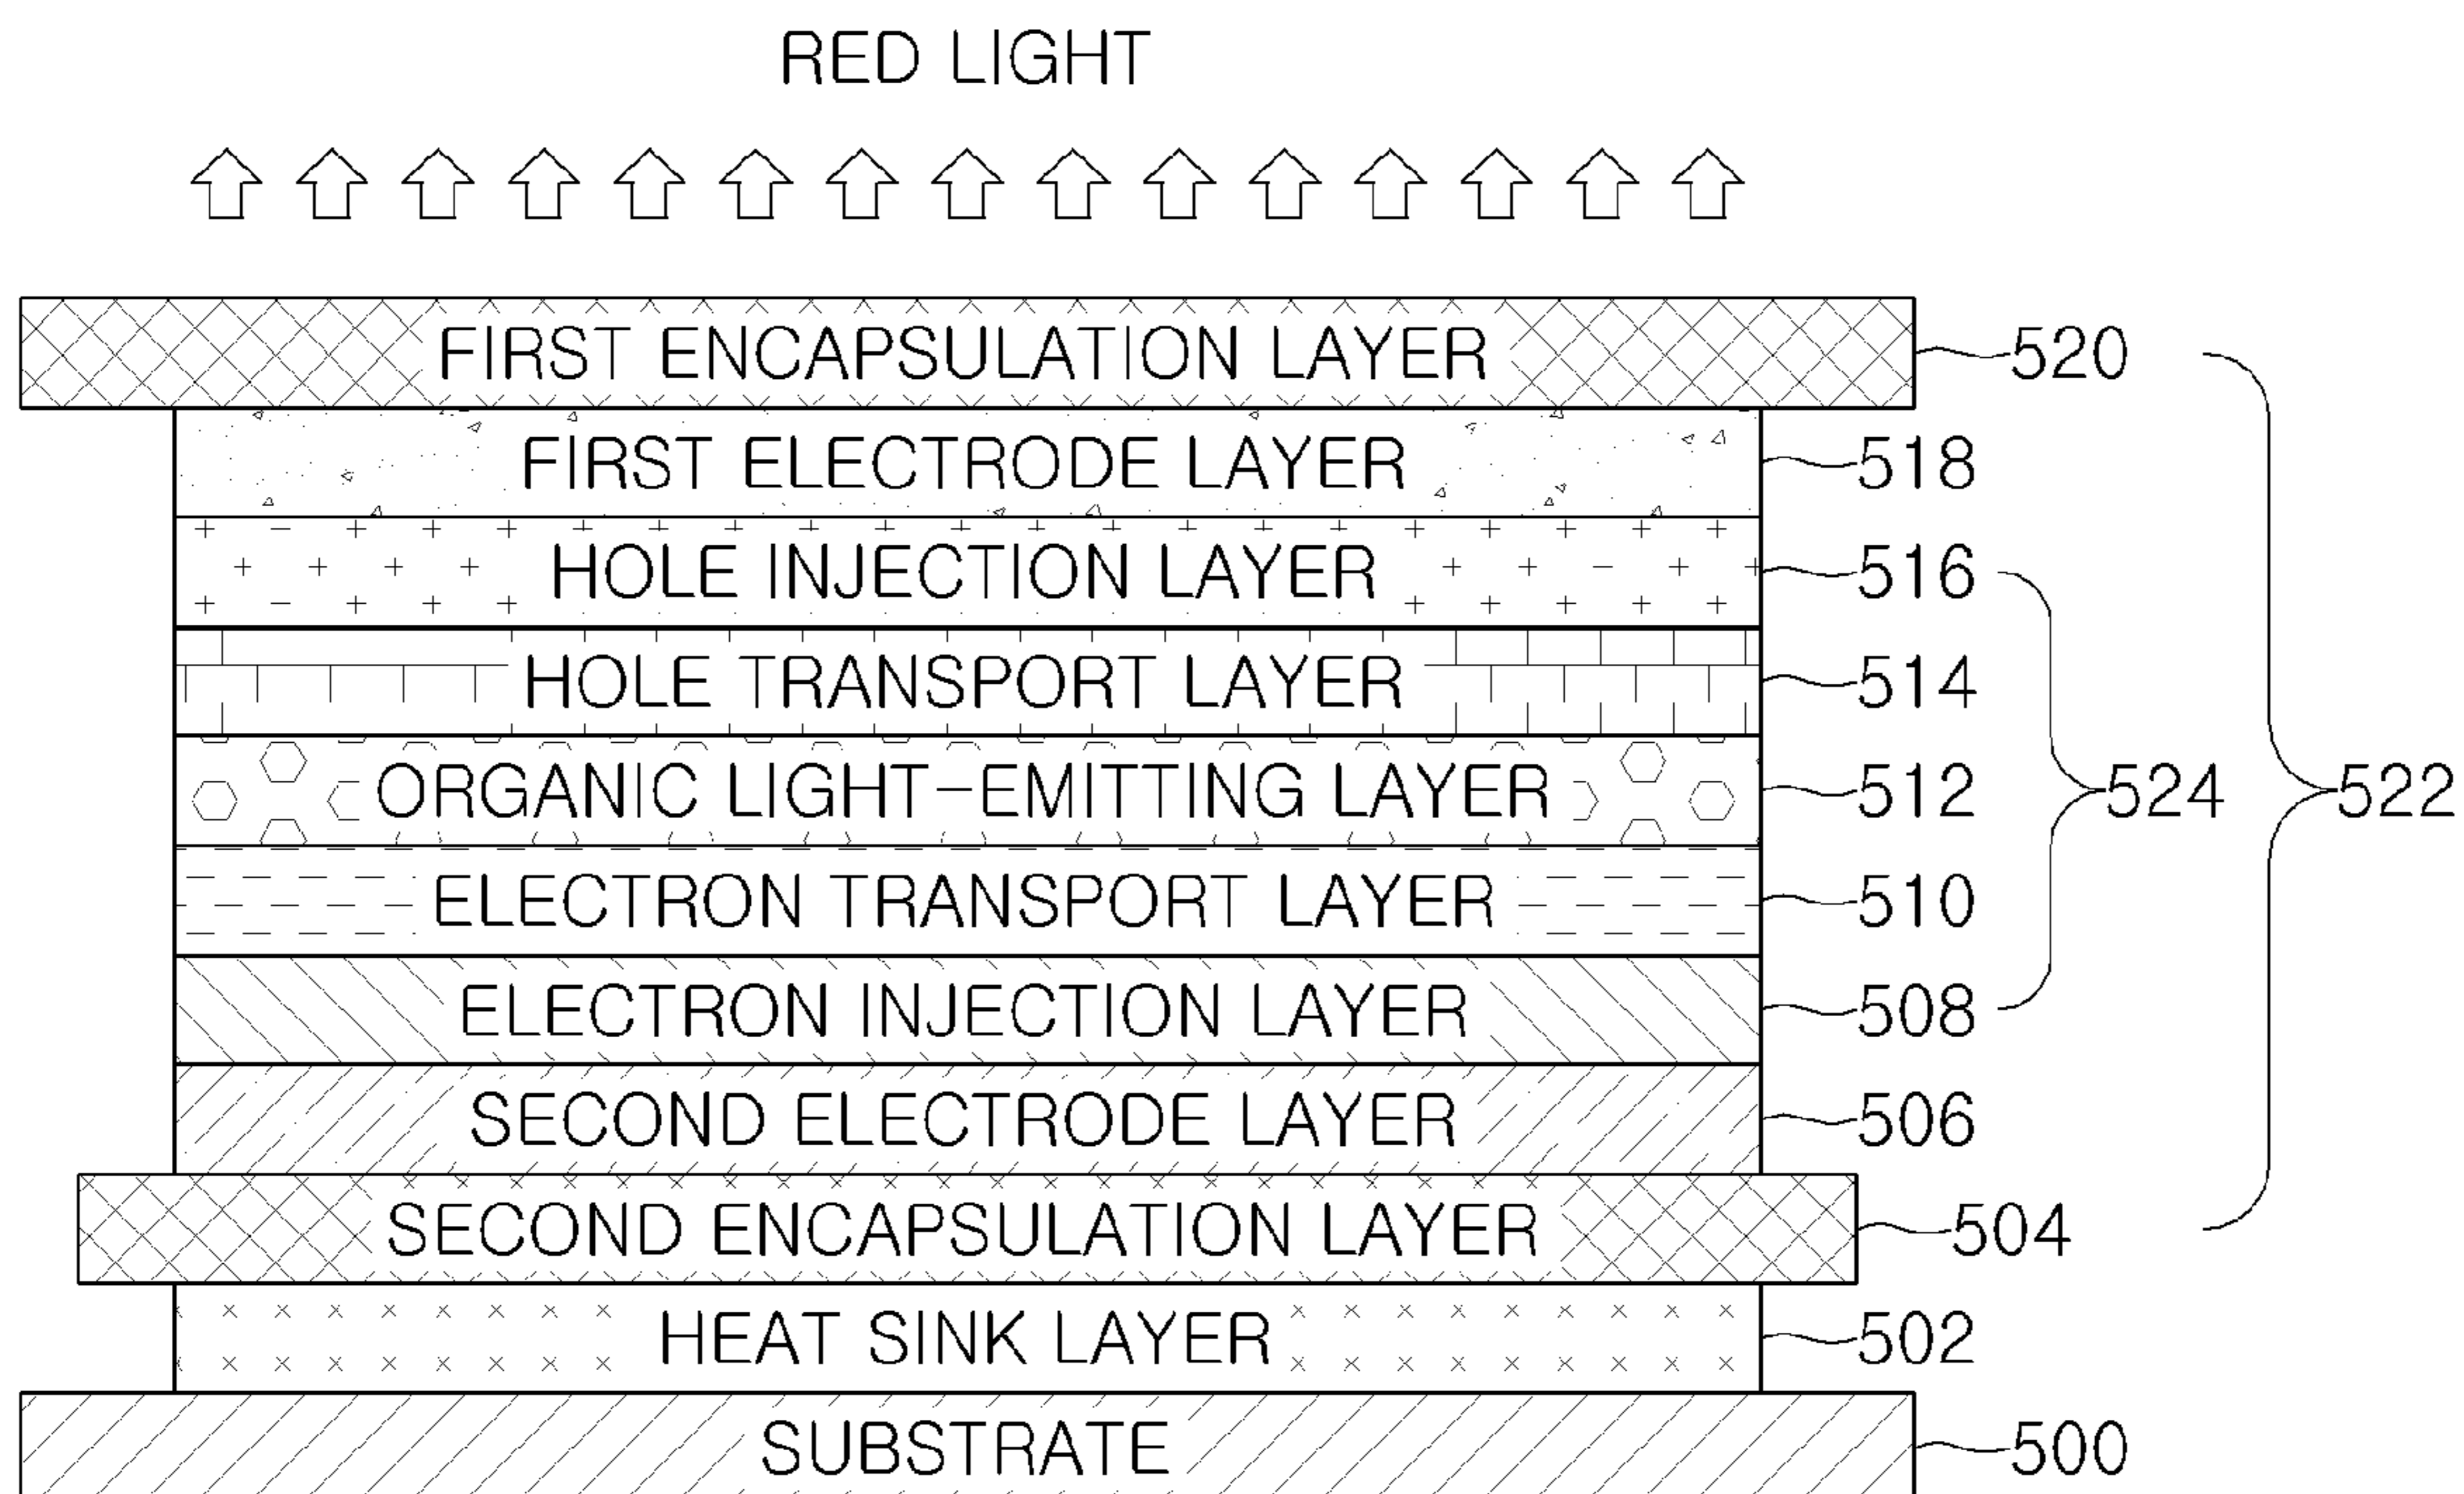 RED LIGHT
FIRST ENCAPSULATION LAYER 520
FIRST ELECTRODE LAYER 518
HOLE INJECTION LAYER 516
HOLE TRANSPORT LAYER 514
ORGANIC LIGHT-EMITTING LAYER 512 524 522
ELECTRON TRANSPORT LAYER 510
ELECTRON INJECTION LAYER 508
SECOND ELECTRODE LAYER 506
SECOND ENCAPSULATION LAYER 504
HEAT SINK LAYER 502
SUBSTRATE 500